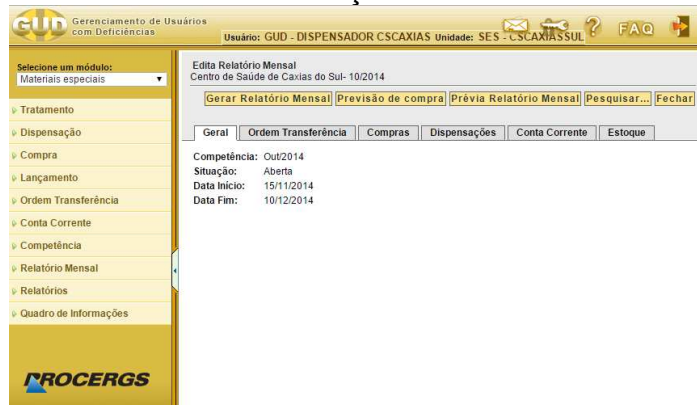 GUD Gerenciamento de Usuários
com Deficiências
Usuário: GUD - DISPENSADOR CSCAXIAS Unidade: SES - CSCAXIASSUL
? FAQ
Selecione um módulo:
Materiais especiais
Tratamento
Dispensação
Compra
Lançamento
Ordem Transferência
Conta Corrente
Competência
Relatório Mensal
Relatórios
Quadro de Informações
PROCERGS
Edita Relatório Mensal
Centro de Saúde de Caxias do Sul- 10/2014
Gerar Relatório Mensal Previsão de compra Prévia Relatório Mensal Pesquisar... Fechar
Geral Ordem Transferência Compras Dispensações Conta Corrente Estoque
Competência: Out/2014
Situação: Aberta
Data Início: 15/11/2014
Data Fim: 10/12/2014